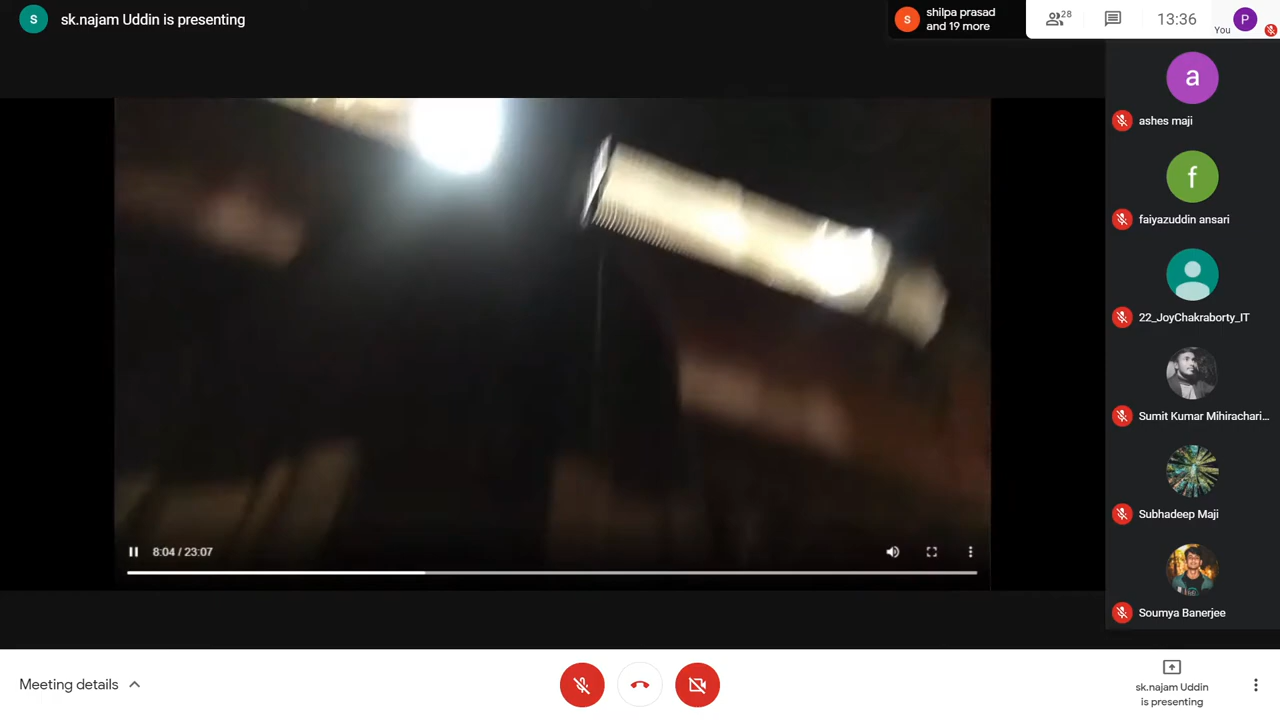 S
sk.najam Uddin is presenting
S
shilpa prasad
and 19 more
28
13:36
You
P
a
ashes maji
f
faiyazuddin ansari
22_JoyChakraborty_IT
Sumit Kumar Mihirachari...
Subhadeep Maji
Soumya Banerjee
8:04 / 23:07
Meeting details
sk.najam Uddin
is presenting